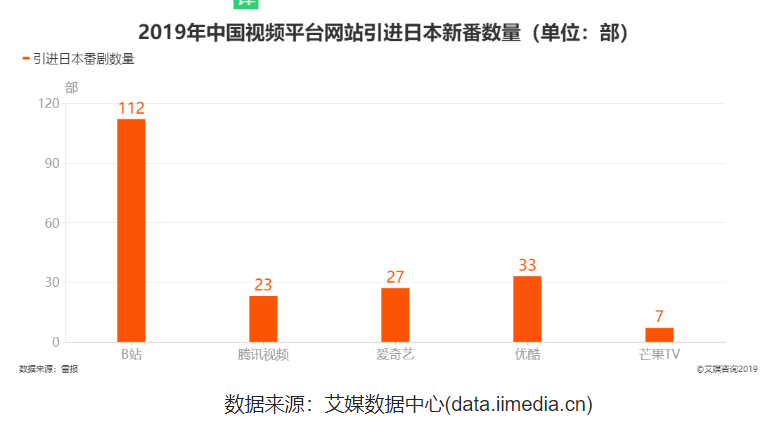 2019年中国视频平台网站引进日本新番数量（单位：部）
引进日本番剧数量
部
120
90
60
30
0
112
23
27
33
7
B站
腾讯视频
爱奇艺
优酷
芒果TV
数据来源：雷报
©艾媒咨询2019
数据来源：艾媒数据中心(data.iimedia.cn)